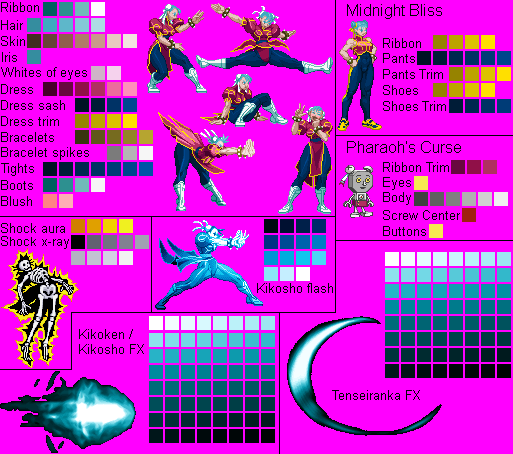 Ribbon
Hair
Skin
Iris
Whites of eyes
Dress
Dress sash
Dress trim
Bracelets
Bracelet spikes
Tights
Boots
Blush
Midnight Bliss
Ribbon
Pants
Pants Trim
Shoes
Shoes Trim
Pharaoh's Curse
Ribbon Trim
Eyes
Body
Screw Center
Buttons
Shock aura
Shock x-ray
Kikosho flash
Kikoken /
Kikosho FX
Tenseiranka FX